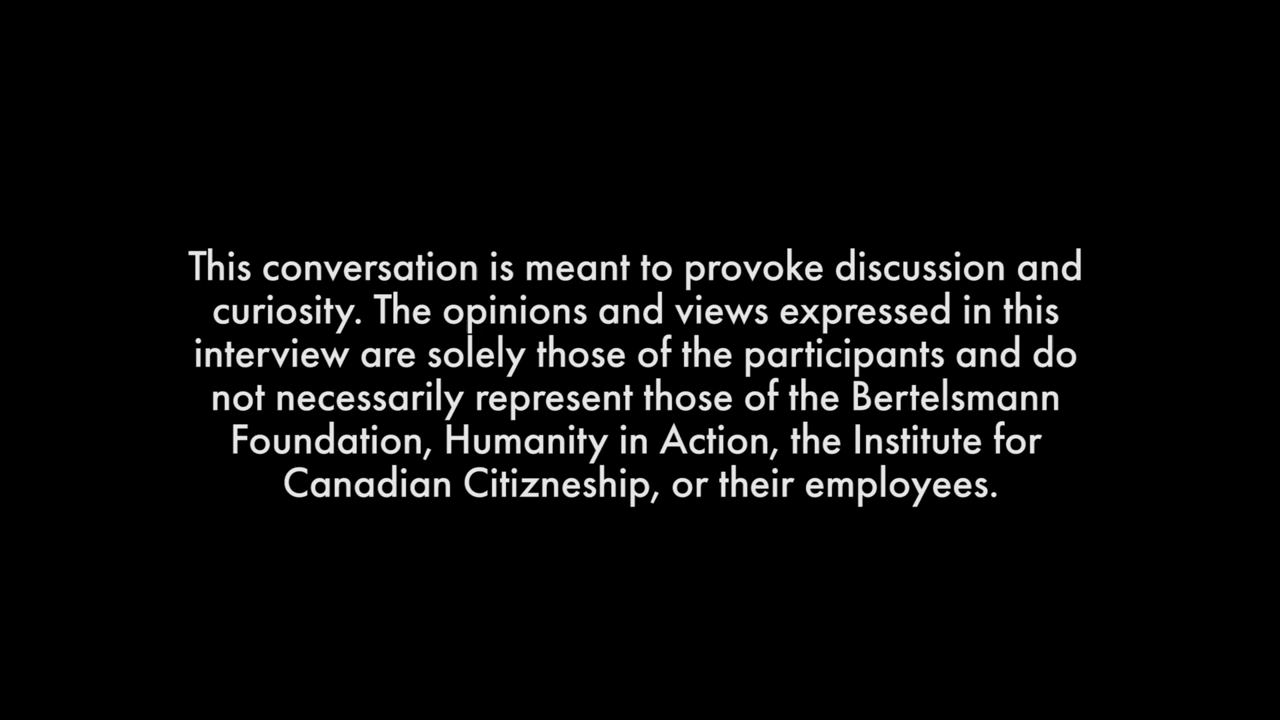 This conversation is meant to provoke discussion and
curiosity. The opinions and views expressed in this
interview are solely those of the participants and do
not necessarily represent those of the Bertelsmann
Foundation, Humanity in Action, the Institute for
Canadian Citizneship, or their employees.